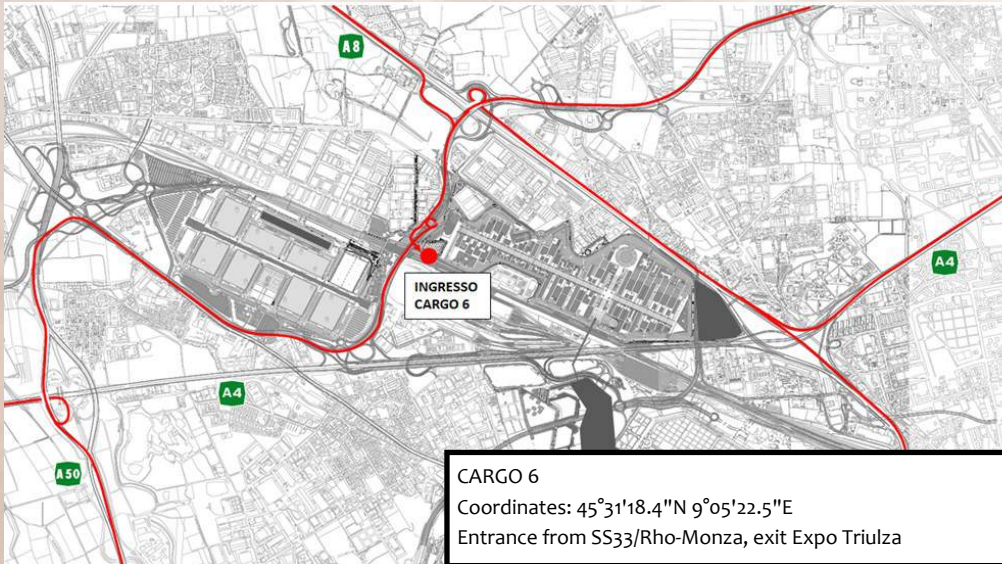 A8
A4
INGRESSO
CARGO 6
A4
A50
CARGO 6
Coordinates: 45°31'18.4"N 9°05'22.5"E
Entrance from SS33/Rho-Monza, exit Expo Triulza